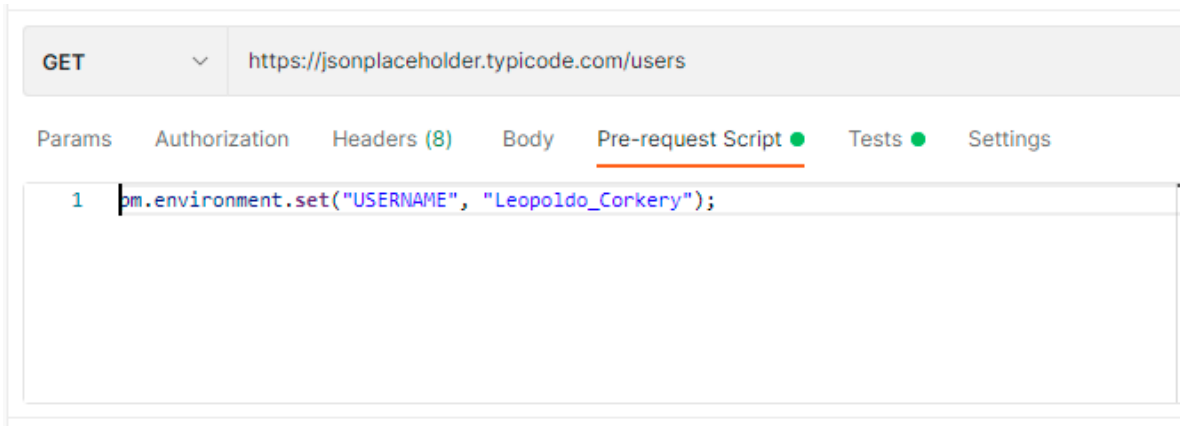 GET https://jsonplaceholder.typicode.com/users
Params Authorization Headers (8) Body Pre-request Script Tests Settings
1 pm.environment.set("USERNAME", "Leopoldo_Corkery");